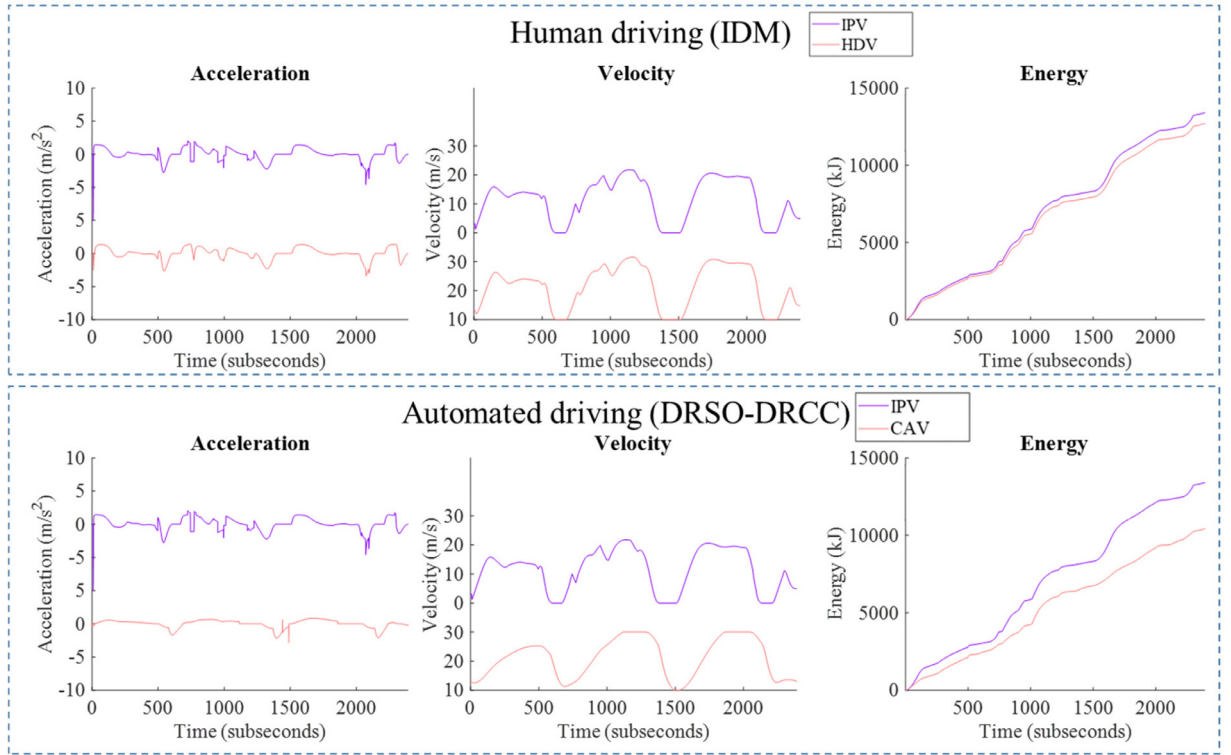 Human driving (IDM)
IPV
HDV
Acceleration
Velocity
Energy
10
5
0
-5
5
0
-5
-10
Acceleration (m/s²)
0 500 1000 1500 2000
Time (subseconds)
30
20
10
0
30
20
10
Velocity (m/s)
0 500 1000 1500 2000
Time (subseconds)
15000
10000
5000
0
Energy (kJ)
1000 2000
Time (subseconds)
Automated driving (DRSO-DRCC)
IPV
CAV
Acceleration
Velocity
Energy
10
5
0
-5
5
0
-5
-10
Acceleration (m/s²)
0 500 1000 1500 2000
Time (subseconds)
30
20
10
0
30
20
10
Velocity (m/s)
0 500 1000 1500 2000
Time (subseconds)
15000
10000
5000
0
Energy (kJ)
1000 2000
Time (subseconds)